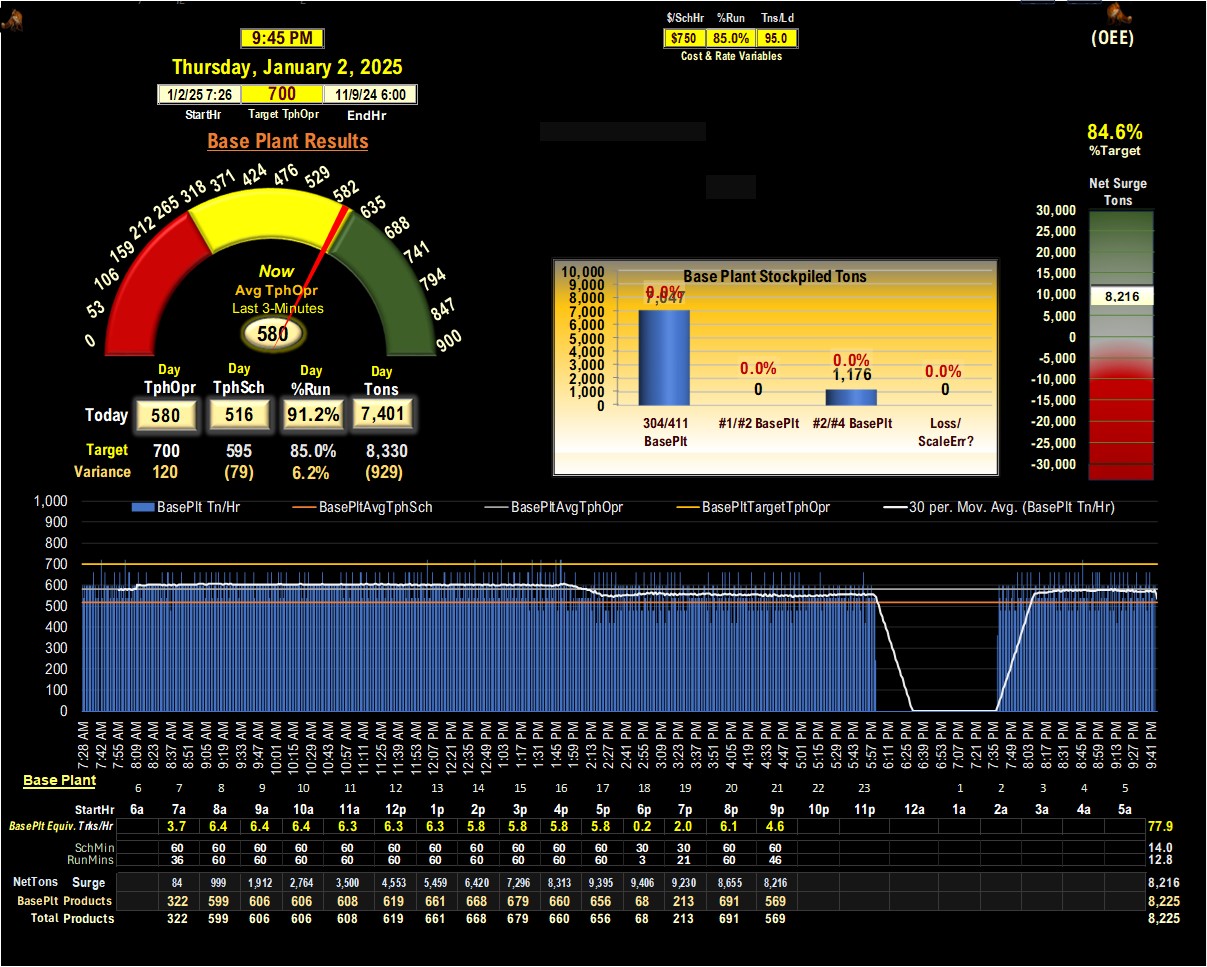 $/SchHr %Run Tns/Ld
9:45 PM
$750 85.0% 95.0
(OEE)
Cost & Rate Variables
Thursday, January 2, 2025
1/2/25 7:26 700 11/9/24 6:00
StartHr Target TphOpr EndHr
84.6%
%Target
Base Plant Results
Net Surge
Tons
0 53 106 159 212 265 318 371 424 476 529 582 635 688 741 794 847 900
Now
Avg TphOpr
Last 3-Minutes
580
30,000
25,000
20,000
15,000
10,000
8,216
5,000
0
-5,000
-10,000
-15,000
-20,000
-25,000
-30,000
Base Plant Stockpiled Tons
10,000
9,000
8,000
7,000
6,000
5,000
4,000
3,000
2,000
1,000
0
0.0% 0.0% 0.0% 0.0%
7,047 0 1,176 0
304/411 #1/#2 BasePlt #2/#4 BasePlt Loss/
BasePlt ScaleErr?
Day Day Day Day
TphOpr TphSch %Run Tons
Today 580 516 91.2% 7,401
Target 700 595 85.0% 8,330
Variance 120 (79) 6.2% (929)
BasePlt Tn/Hr BasePltAvgTphSch BasePltAvgTphOpr BasePltTargetTphOpr 30 per. Mov. Avg. (BasePlt Tn/Hr)
1,000
900
800
700
600
500
400
300
200
100
0
7:28 AM 7:42 AM 7:55 AM 8:09 AM 8:23 AM 8:37 AM 8:51 AM 9:05 AM 9:19 AM 9:33 AM 9:47 AM 10:01 AM 10:15 AM 10:29 AM 10:43 AM 10:57 AM 11:11 AM 11:25 AM 11:39 AM 11:53 AM 12:07 PM 12:21 PM 12:35 PM 12:49 PM 1:03 PM 1:17 PM 1:31 PM 1:45 PM 1:59 PM 2:13 PM 2:27 PM 2:41 PM 2:55 PM 3:09 PM 3:23 PM 3:37 PM 3:51 PM 4:05 PM 4:19 PM 4:33 PM 4:47 PM 5:01 PM 5:15 PM 5:29 PM 5:43 PM 5:57 PM 6:11 PM 6:25 PM 6:39 PM 6:53 PM 7:07 PM 7:21 PM 7:35 PM 7:49 PM 8:03 PM 8:17 PM 8:31 PM 8:45 PM 8:59 PM 9:13 PM 9:27 PM 9:41 PM
Base Plant
6 7 8 9 10 11 12 13 14 15 16 17 18 19 20 21 22 23 1 2 3 4 5
StartHr 6a 7a 8a 9a 10a 11a 12p 1p 2p 3p 4p 5p 6p 7p 8p 9p 10p 11p 12a 1a 2a 3a 4a 5a
BasePlt Equiv. Trks/Hr 3.7 6.4 6.4 6.4 6.3 6.3 6.3 5.8 5.8 5.8 5.8 0.2 2.0 6.1 4.6 77.9
SchMin 60 60 60 60 60 60 60 60 60 60 60 30 30 60 60 14.0
RunMins 36 60 60 60 60 60 60 60 60 60 60 3 21 60 46 12.8
NetTons Surge 84 999 1,912 2,764 3,500 4,553 5,459 6,420 7,296 8,313 9,395 9,406 9,230 8,655 8,216 8,216
BasePlt Products 322 599 606 606 608 619 661 668 679 660 656 68 213 691 569 8,225
Total Products 322 599 606 606 608 619 661 668 679 660 656 68 213 691 569 8,225